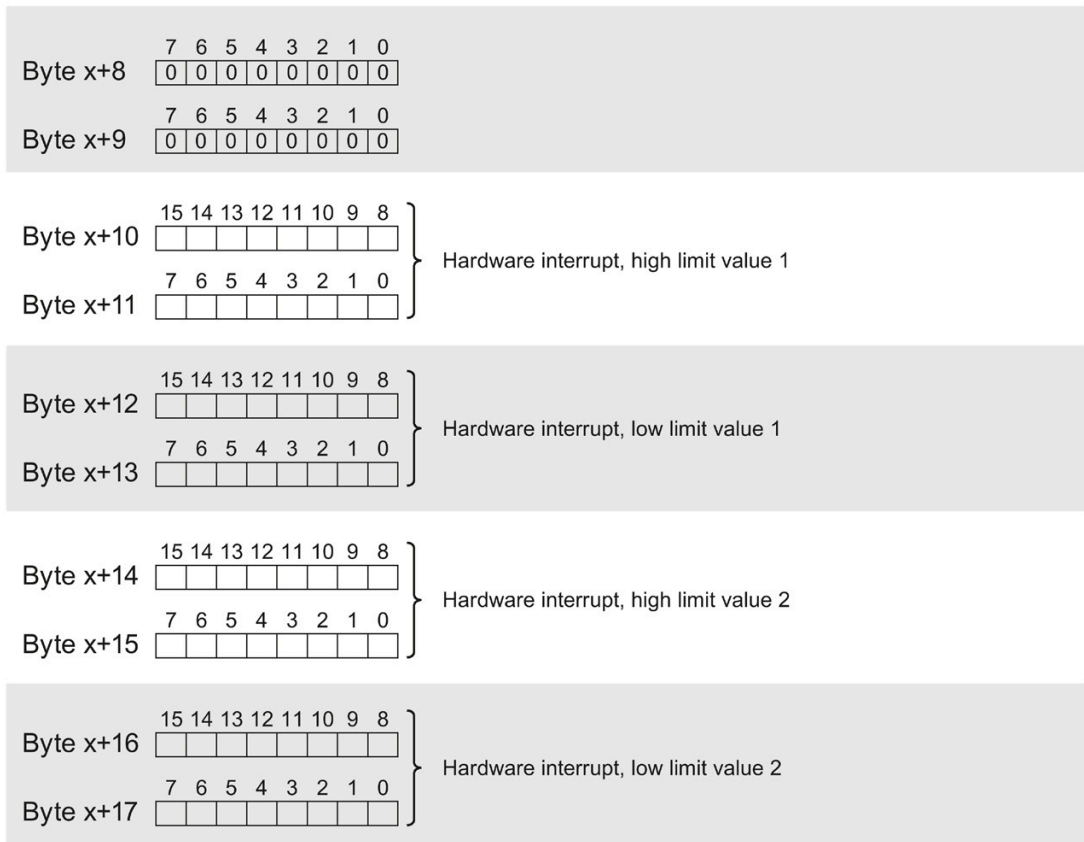 7 6 5 4 3 2 1 0
Byte x+8 0 0 0 0 0 0 0 0
7 6 5 4 3 2 1 0
Byte x+9 0 0 0 0 0 0 0 0
15 14 13 12 11 10 9 8
Byte x+10
Hardware interrupt, high limit value 1
7 6 5 4 3 2 1 0
Byte x+11
15 14 13 12 11 10 9 8
Byte x+12
Hardware interrupt, low limit value 1
7 6 5 4 3 2 1 0
Byte x+13
15 14 13 12 11 10 9 8
Byte x+14
Hardware interrupt, high limit value 2
7 6 5 4 3 2 1 0
Byte x+15
15 14 13 12 11 10 9 8
Byte x+16
Hardware interrupt, low limit value 2
7 6 5 4 3 2 1 0
Byte x+17